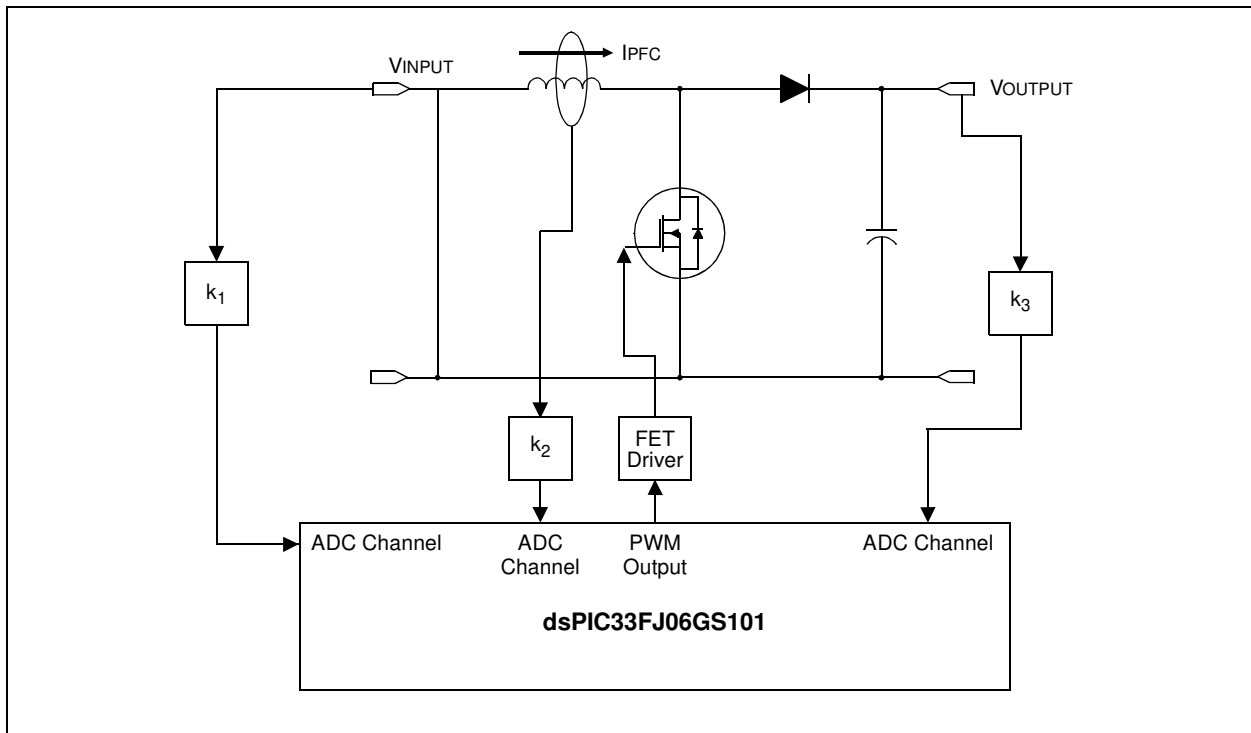 VINPUT
IPFC
VOUTPUT
k1
k2
FET
Driver
k3
ADC Channel
ADC
Channel
PWM
Output
ADC Channel
dsPIC33FJ06GS101